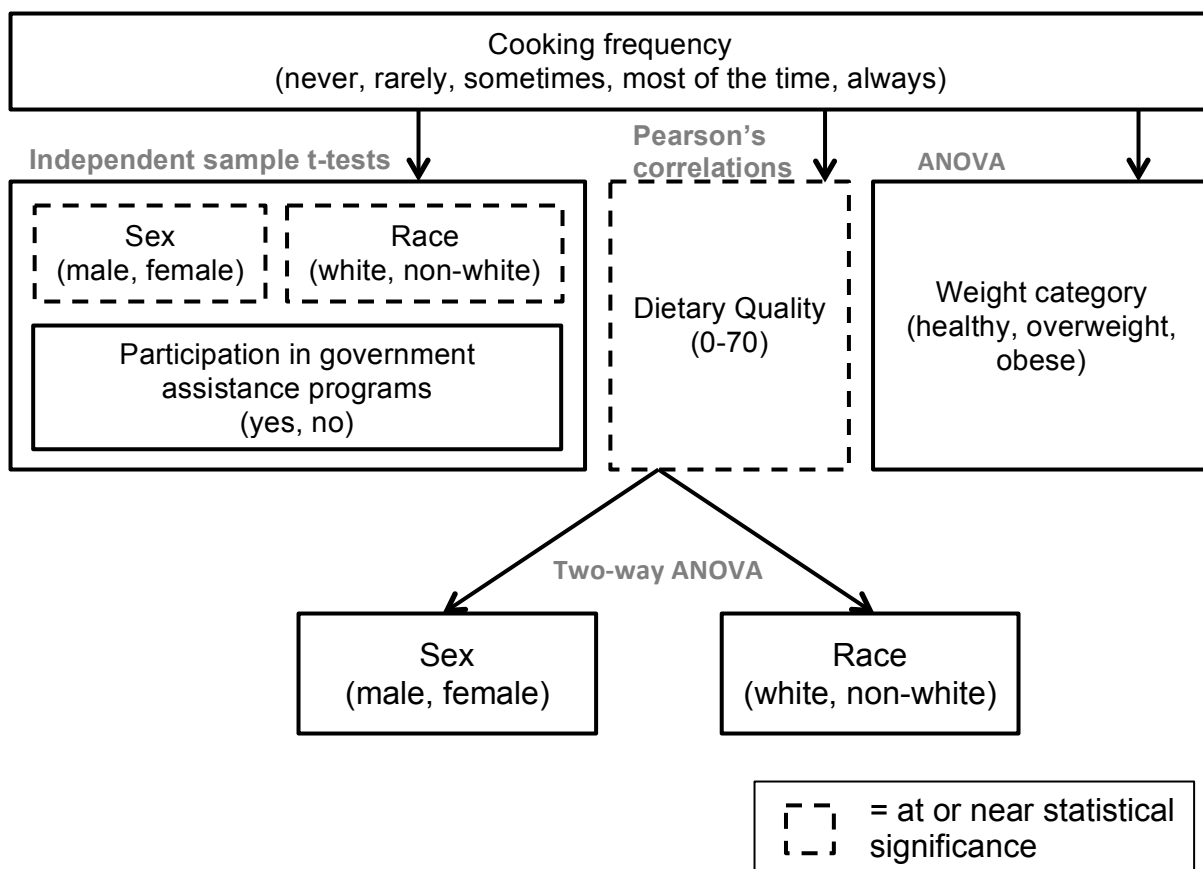 Cooking frequency
(never, rarely, sometimes, most of the time, always)
Independent sample t-tests
Pearson’s
correlations
ANOVA
Sex
(male, female)
Race
(white, non-white)
Participation in government
assistance programs
(yes, no)
Dietary Quality
(0-70)
Weight category
(healthy, overweight,
obese)
Two-way ANOVA
Sex
(male, female)
Race
(white, non-white)
= at or near statistical
significance